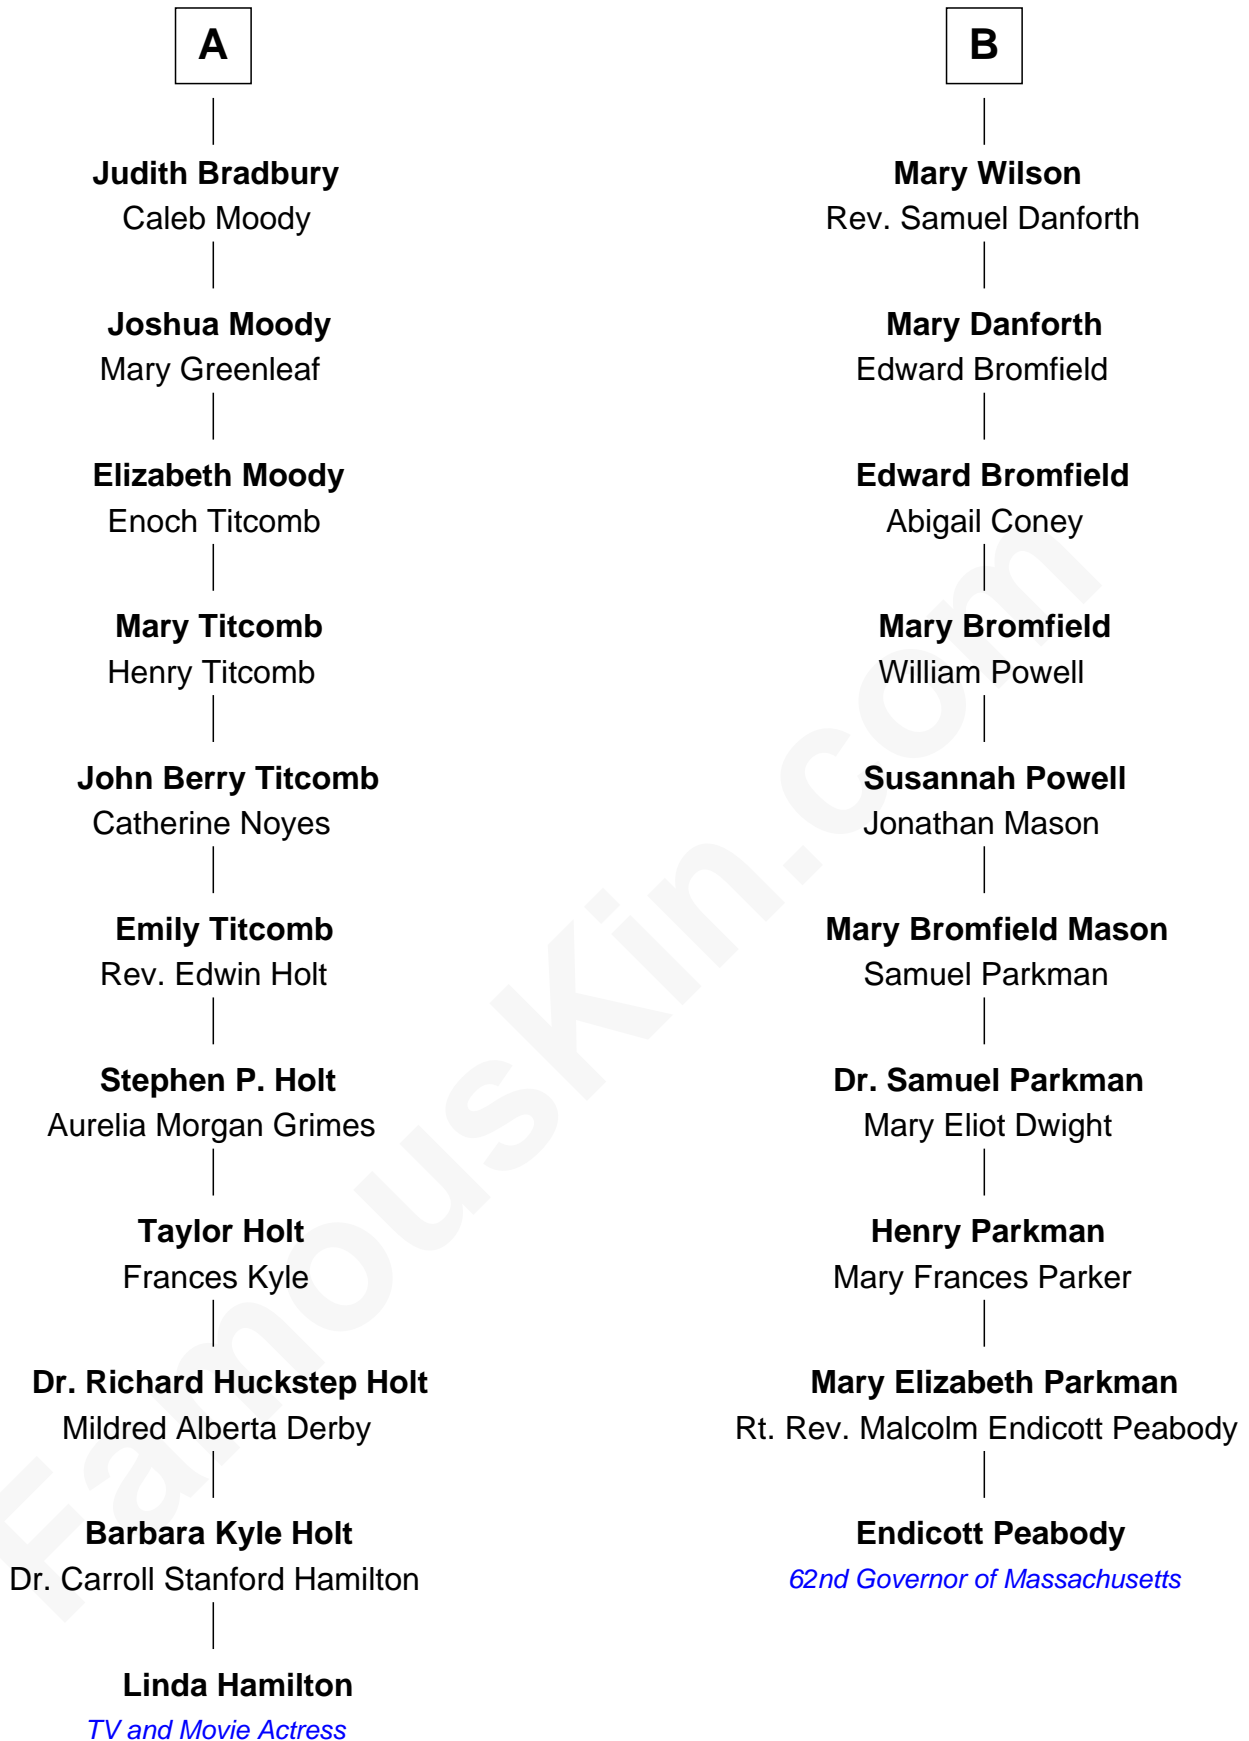 A
Judith Bradbury
Caleb Moody
Joshua Moody
Mary Greenleaf
Elizabeth Moody
Enoch Titcomb
Mary Titcomb
Henry Titcomb
John Berry Titcomb
Catherine Noyes
Emily Titcomb
Rev. Edwin Holt
Stephen P. Holt
Aurelia Morgan Grimes
Taylor Holt
Frances Kyle
Dr. Richard Huckstep Holt
Mildred Alberta Derby
Barbara Kyle Holt
Dr. Carroll Stanford Hamilton
Linda Hamilton
TV and Movie Actress
B
Mary Wilson
Rev. Samuel Danforth
Mary Danforth
Edward Bromfield
Edward Bromfield
Abigail Coney
Mary Bromfield
William Powell
Susannah Powell
Jonathan Mason
Mary Bromfield Mason
Samuel Parkman
Dr. Samuel Parkman
Mary Eliot Dwight
Henry Parkman
Mary Frances Parker
Mary Elizabeth Parkman
Rt. Rev. Malcolm Endicott Peabody
Endicott Peabody
62nd Governor of Massachusetts
FamousKin.com